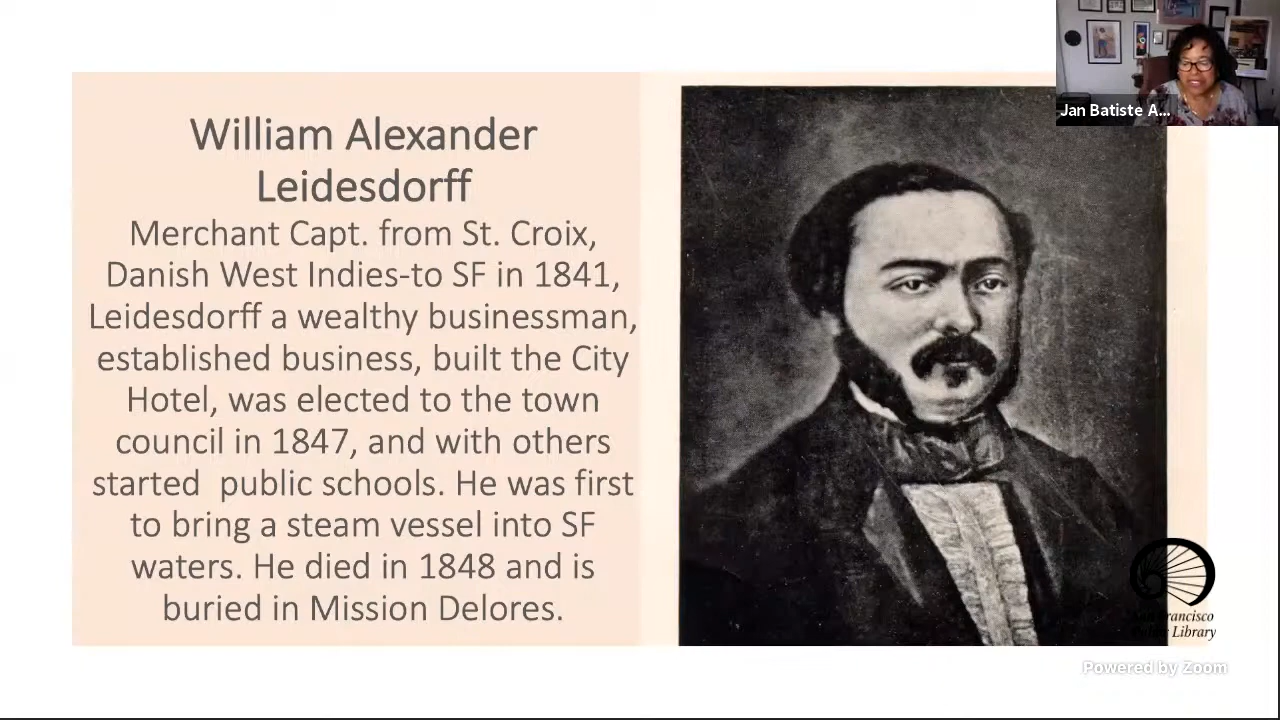 William Alexander
Leidesdorff
Merchant Capt. from St. Croix,
Danish West Indies-to SF in 1841,
Leidesdorff a wealthy businessman,
established business, built the City
Hotel, was elected to the town
council in 1847, and with others
started  public schools. He was first
to bring a steam vessel into SF
waters. He died in 1848 and is
buried in Mission Delores.
Jan Batiste A...
San Francisco
Public Library
Powered by Zoom